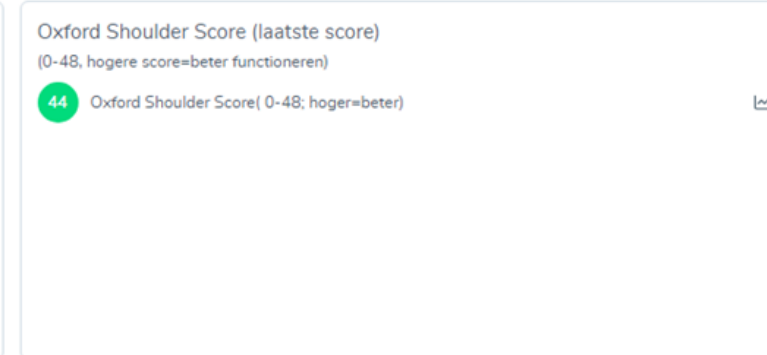 Oxford Shoulder Score (laatste score)
(0-48, hogere score=beter functioneren)
44 Oxford Shoulder Score( 0-48; hoger=beter)